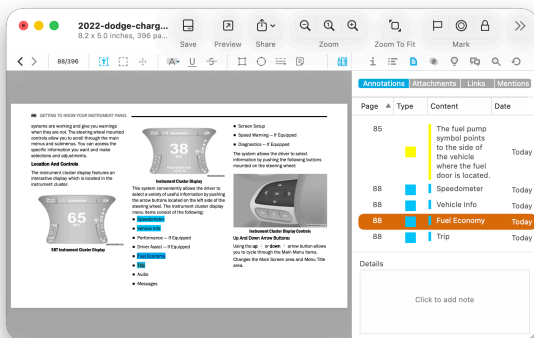 2022-dodge-charg...
8.2 x 5.0 inches, 396 pa...
Save
Preview
Share
Zoom
Zoom To Fit
Mark
88/396
Annotations
Attachments
Links
Mentions
Page
Type
Content
Date
85
The fuel pump
symbol points
to the side of
the vehicle
where the fuel
door is located.
Today
88
Speedometer
Today
88
Vehicle Info
Today
88
Fuel Economy
Today
88
Trip
Today
Details
Click to add note
GETTING TO KNOW YOUR INSTRUMENT PANEL
systems are working and give you warnings
when they are not. The steering wheel mounted
controls allow you to scroll through the main
menus and submenus. You can access the
specific information you want and make
selections and adjustments.
Location And Controls
The instrument cluster display features an
interactive display which is located in the
instrument cluster.
65
SRT Instrument Cluster Display
38
Instrument Cluster Display
This system conveniently allows the driver to
select a variety of useful information by pushing
the arrow buttons located on the left side of the
steering wheel. The instrument cluster display
menu items consist of the following:
● Speedometer
● Vehicle Info
● Performance — If Equipped
● Driver Assist — If Equipped
● Fuel Economy
● Trip
● Audio
● Messages
● Screen Setup
● Speed Warning — If Equipped
● Diagnostics — If Equipped
The system allows the driver to select
information by pushing the following buttons
mounted on the steering wheel:
Instrument Cluster Display Controls
Up And Down Arrow Buttons:
Using the up or down arrow button allows
you to cycle through the Main Menu Items.
Changes the Main Screen area and Menu Title
area.